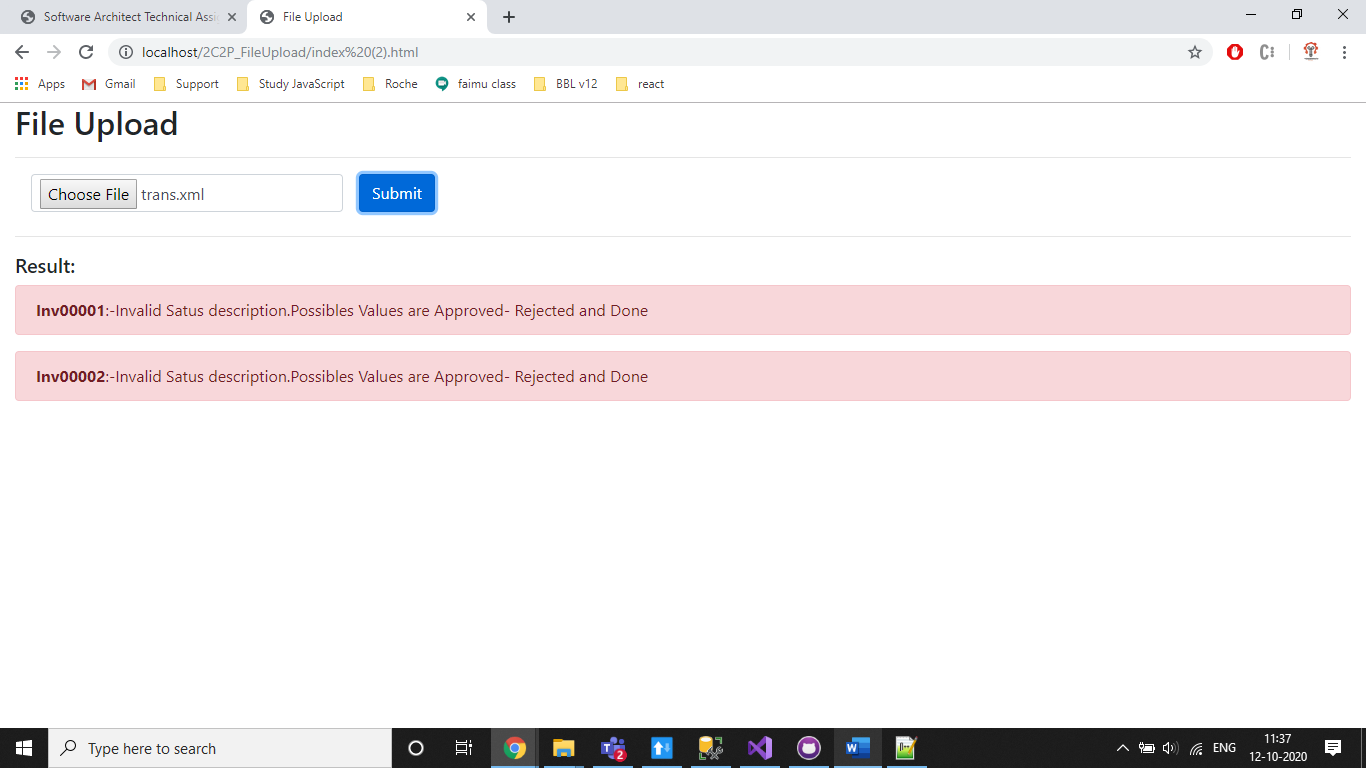 Software Architect Technical Assi
File Upload
localhost/2C2P_FileUpload/index%20(2).html
Apps Gmail Support Study JavaScript Roche faimu class BBL v12 react
File Upload
Choose File trans.xml Submit
Result:
Inv00001:-Invalid Satus description.Possibles Values are Approved- Rejected and Done
Inv00002:-Invalid Satus description.Possibles Values are Approved- Rejected and Done
Type here to search
2
ENG
11:37
12-10-2020